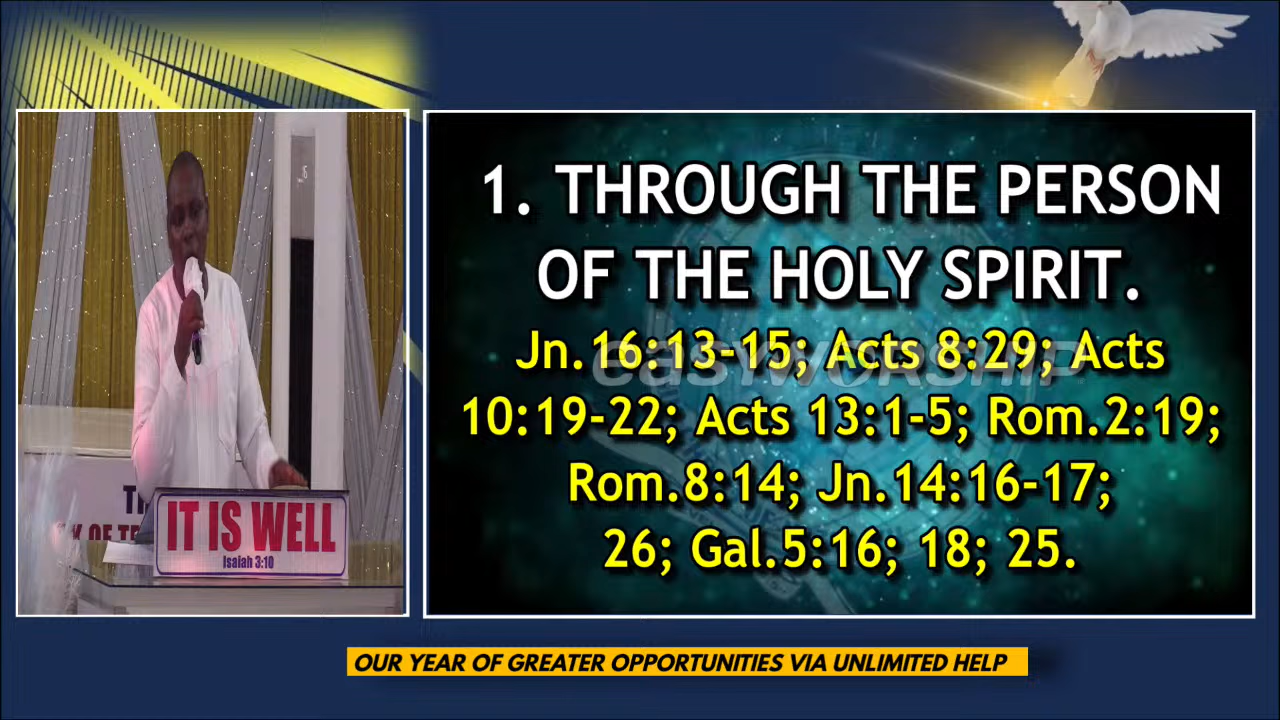 1. THROUGH THE PERSON
OF THE HOLY SPIRIT.
Jn.16:13-15; Acts 8:29; Acts
10:19-22; Acts 13:1-5; Rom.2:19;
Rom.8:14; Jn.14:16-17;
26; Gal.5:16; 18; 25.
easyworship
IT IS WELL
Isaiah 3:10
OUR YEAR OF GREATER OPPORTUNITIES VIA UNLIMITED HELP